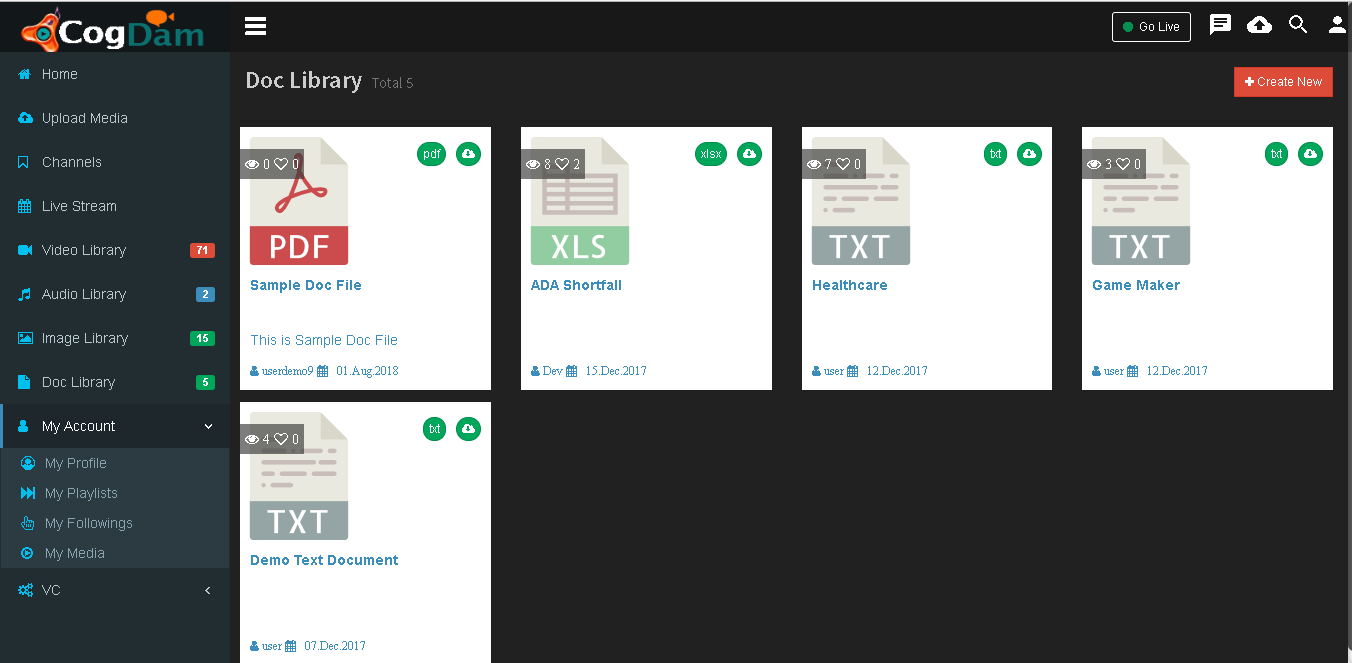 CogDam
Go Live
Home
Upload Media
Channels
Live Stream
Video Library 71
Audio Library 2
Image Library 15
Doc Library 5
My Account
My Profile
My Playlists
My Followings
My Media
VC
Doc Library Total 5
Create New
0 0 pdf
PDF
Sample Doc File
This is Sample Doc File
userdemo9 01.Aug.2018
8 2 xlsx
XLS
ADA Shortfall
Dev 15.Dec.2017
7 0 txt
TXT
Healthcare
user 12.Dec.2017
3 0 txt
TXT
Game Maker
user 12.Dec.2017
4 0 txt
TXT
Demo Text Document
user 07.Dec.2017